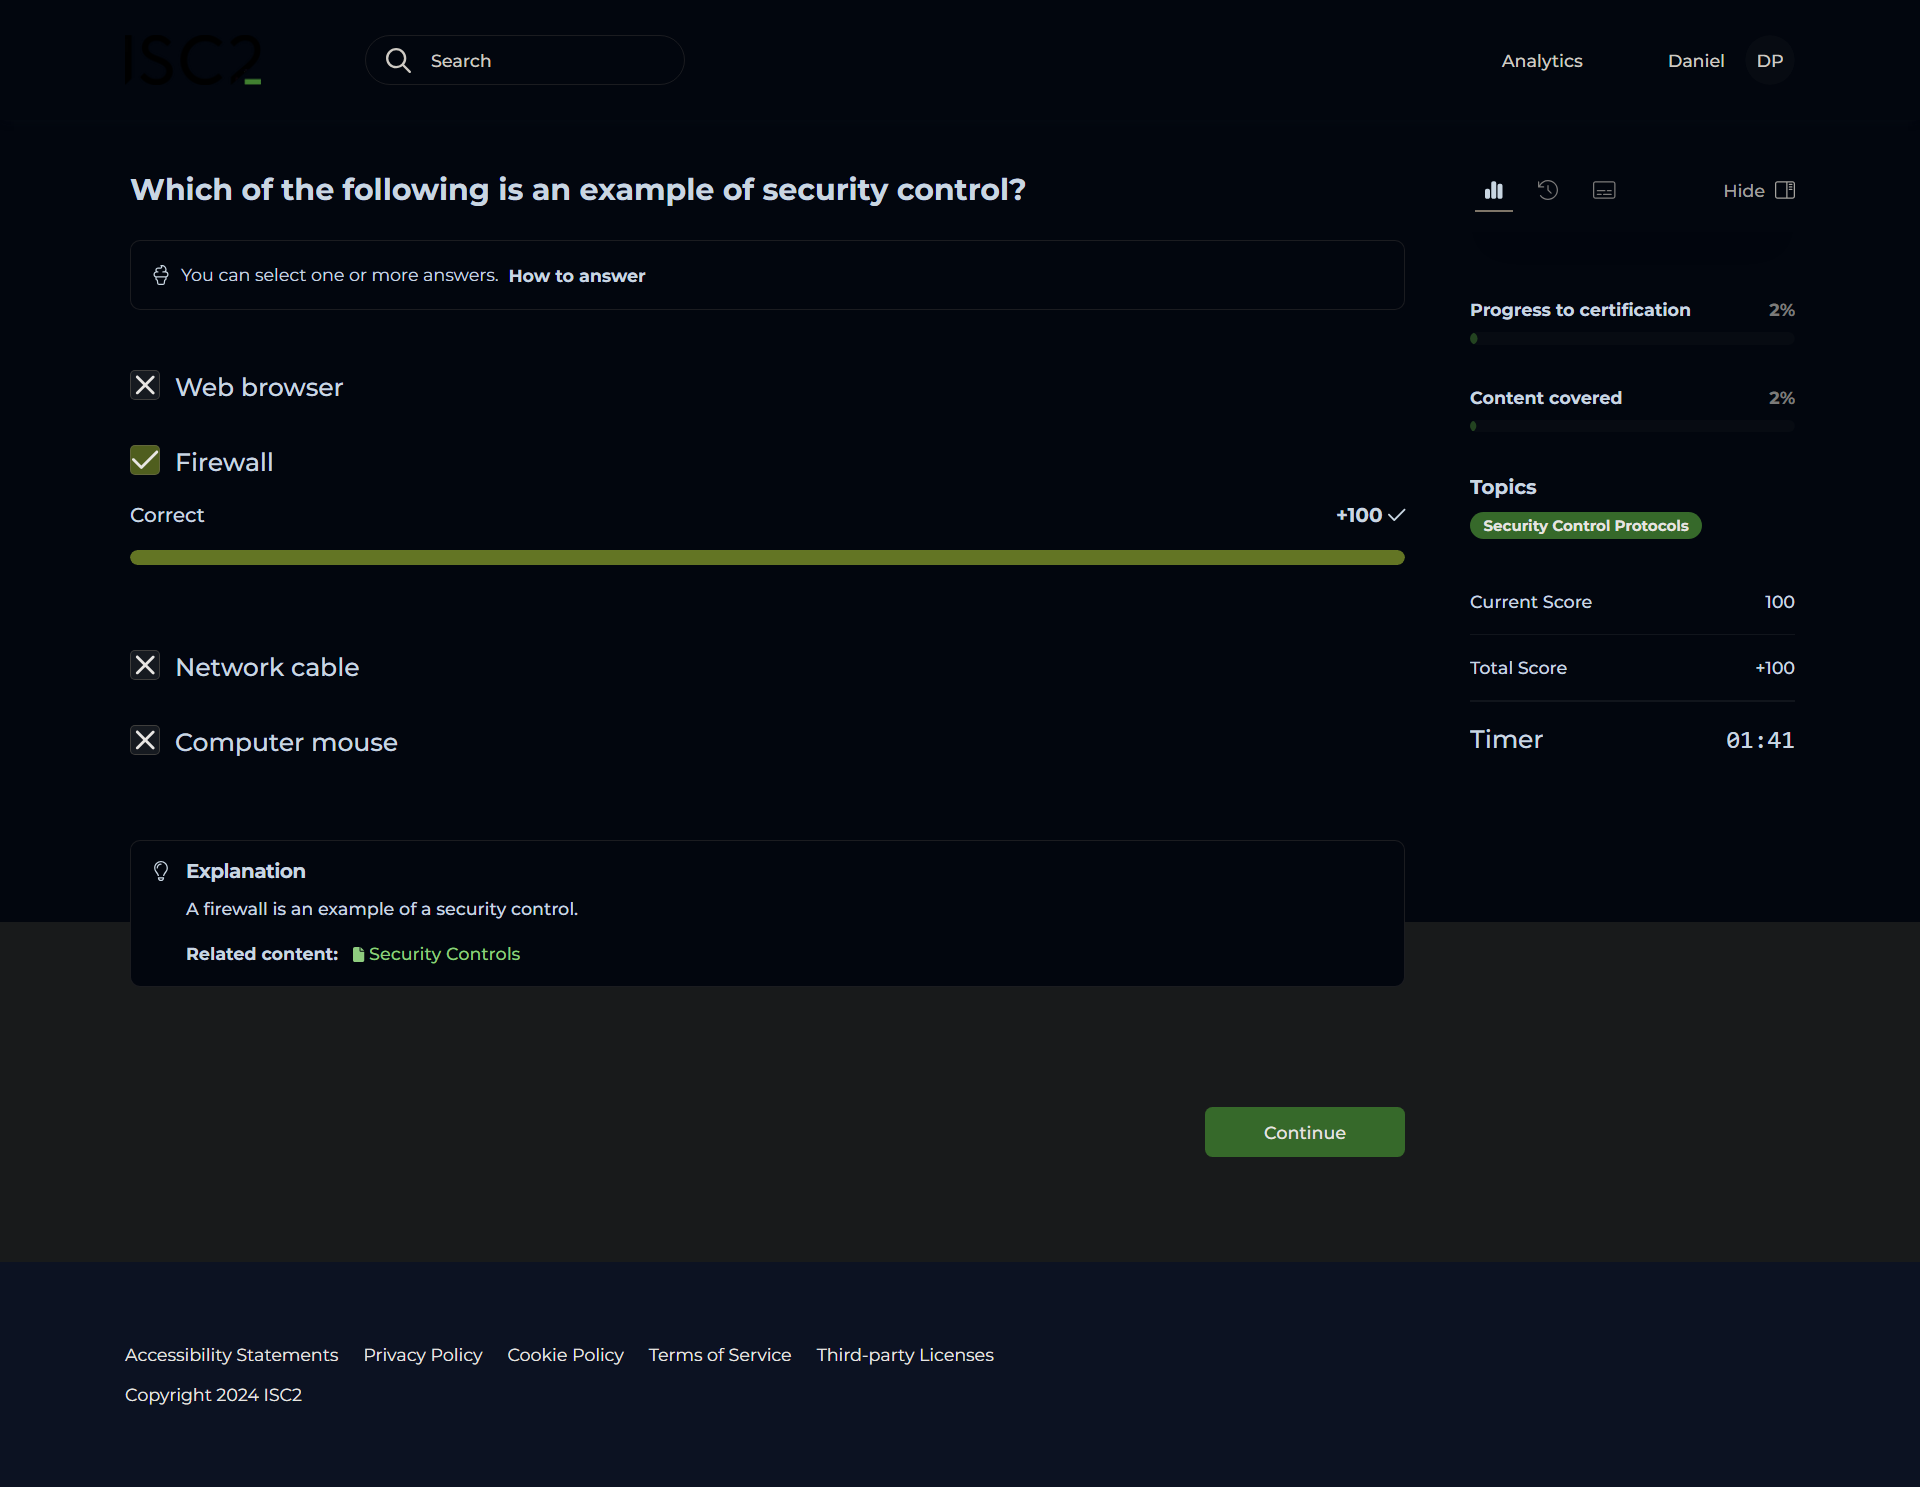 ISC2
Search
Analytics
Daniel
DP
Which of the following is an example of security control?
You can select one or more answers. How to answer
Web browser
Firewall
Correct
+100
Network cable
Computer mouse
Explanation
A firewall is an example of a security control.
Related content: Security Controls
Continue
Hide
Progress to certification 2%
Content covered 2%
Topics
Security Control Protocols
Current Score 100
Total Score +100
Timer 01:41
Accessibility Statements Privacy Policy Cookie Policy Terms of Service Third-party Licenses
Copyright 2024 ISC2